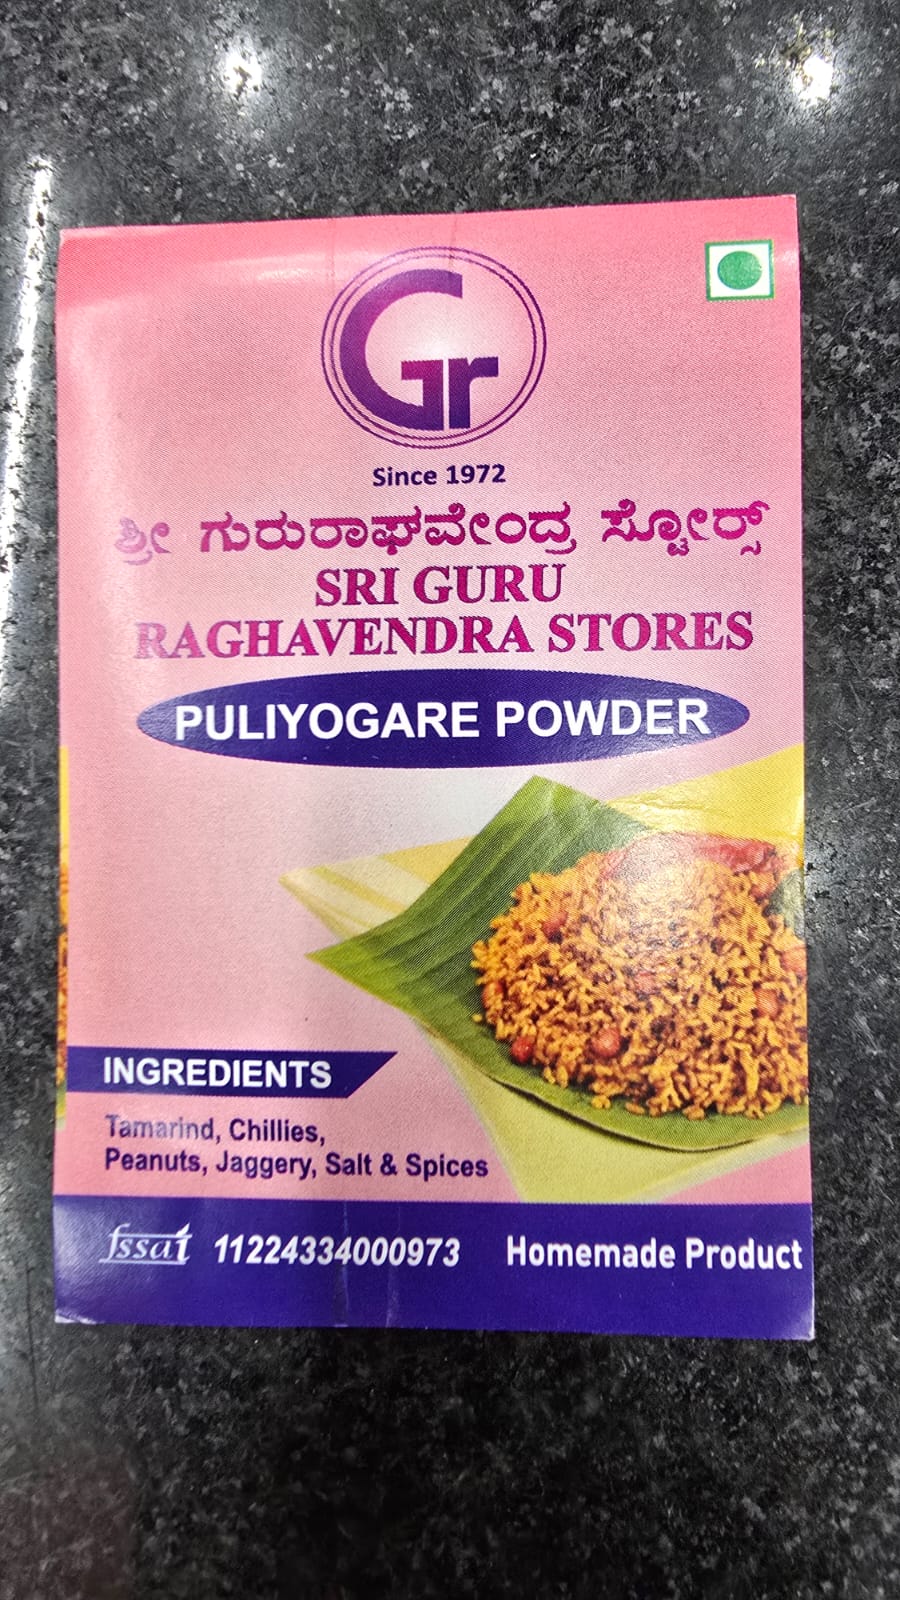 Gr
Since 1972
ಶ್ರೀ ಗುರುರಾಘವೇಂದ್ರ ಸ್ಟೋರ್ಸ್
SRI GURU
RAGHAVENDRA STORES
PULIYOGARE POWDER
INGREDIENTS
Tamarind, Chillies,
Peanuts, Jaggery, Salt & Spices
fssai 11224334000973 Homemade Product